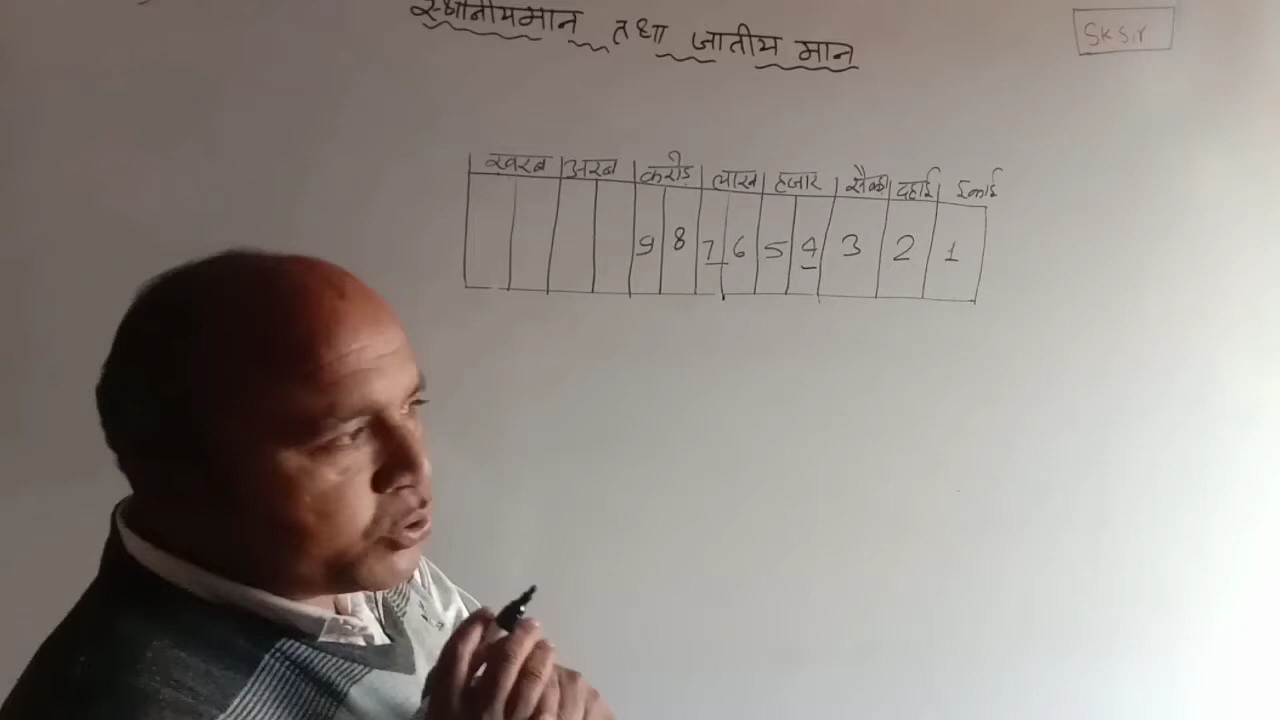 स्थानीयमान तथा जातीय मान
SK Sir
खरब अरब करोड लाख हजार सैकड़ा दहाई इकाई
9 8 7 6 5 4 3 2 1